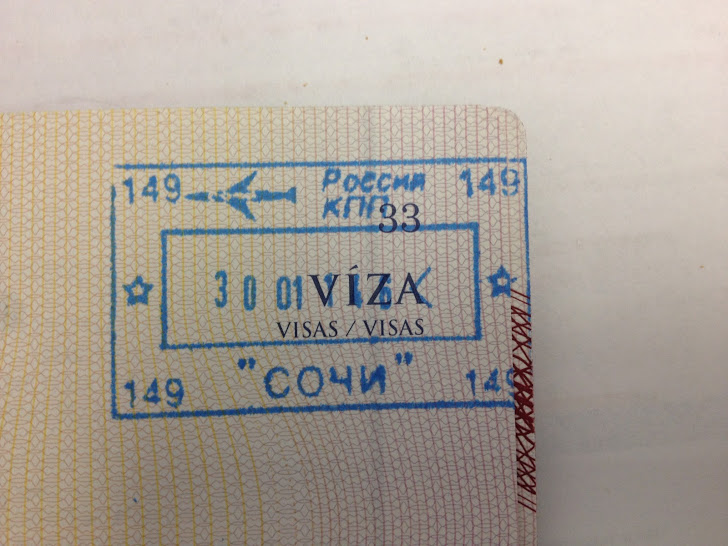 149 Россия 149
КПП 33
30 01
VÍZA
VISAS / VISAS
"СОЧИ"
149 149